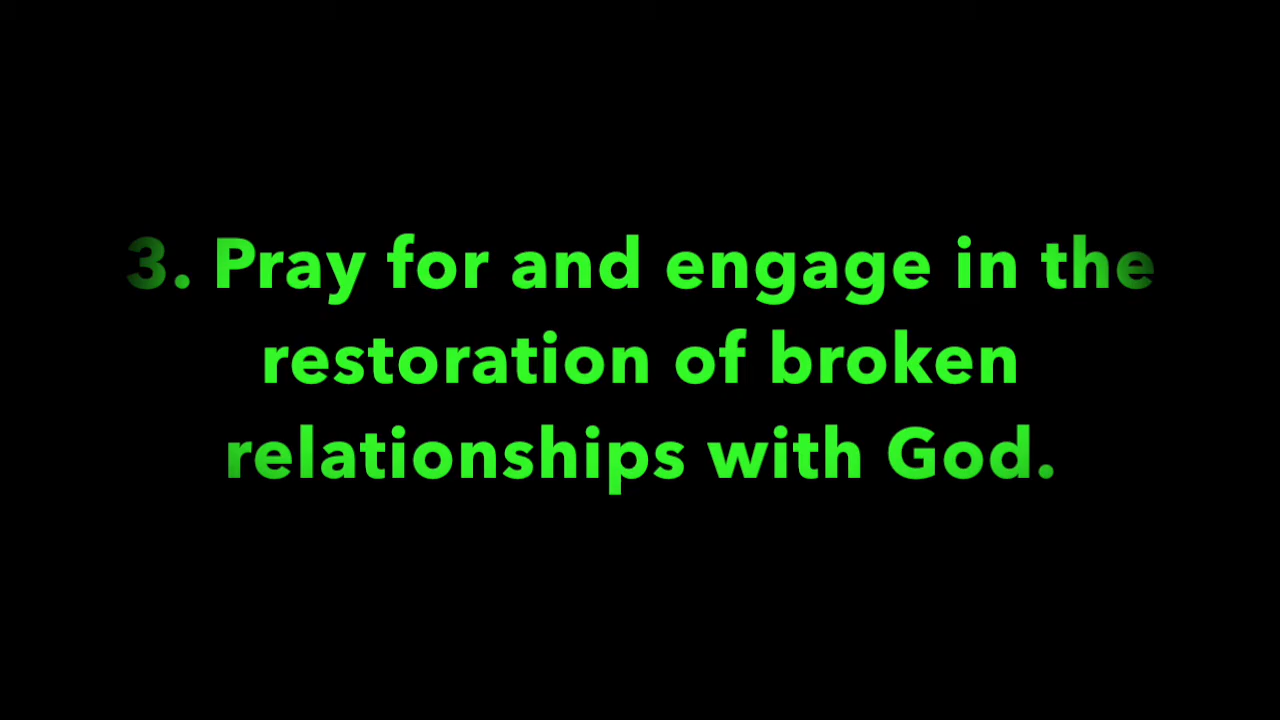 3. Pray for and engage in the
restoration of broken
relationships with God.